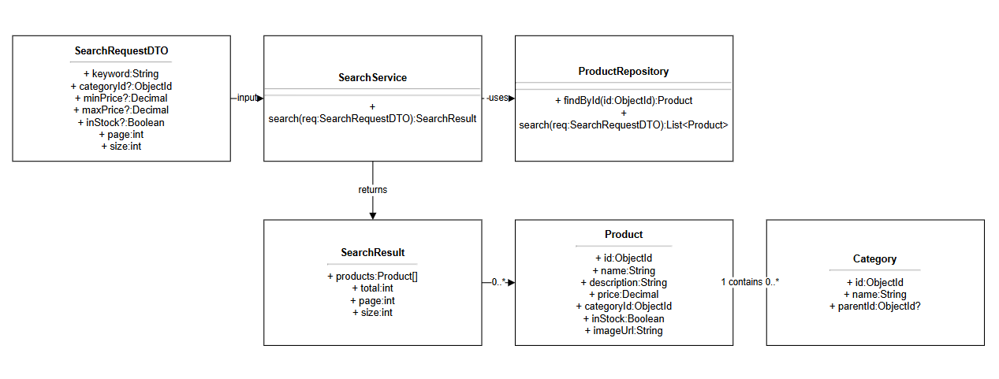 SearchRequestDTO
+ keyword:String
+ categoryId?:ObjectId
+ minPrice?:Decimal
+ maxPrice?:Decimal
+ inStock?:Boolean
+ page:int
+ size:int
input
SearchService
+
search(req:SearchRequestDTO):SearchResult
uses
ProductRepository
+ findById(id:ObjectId):Product
+
search(req:SearchRequestDTO):List<Product>
returns
SearchResult
+ products:Product[]
+ total:int
+ page:int
+ size:int
0..*
Product
+ id:ObjectId
+ name:String
+ description:String
+ price:Decimal
+ categoryId:ObjectId
+ inStock:Boolean
+ imageUrl:String
1 contains 0..*
Category
+ id:ObjectId
+ name:String
+ parentId:ObjectId?